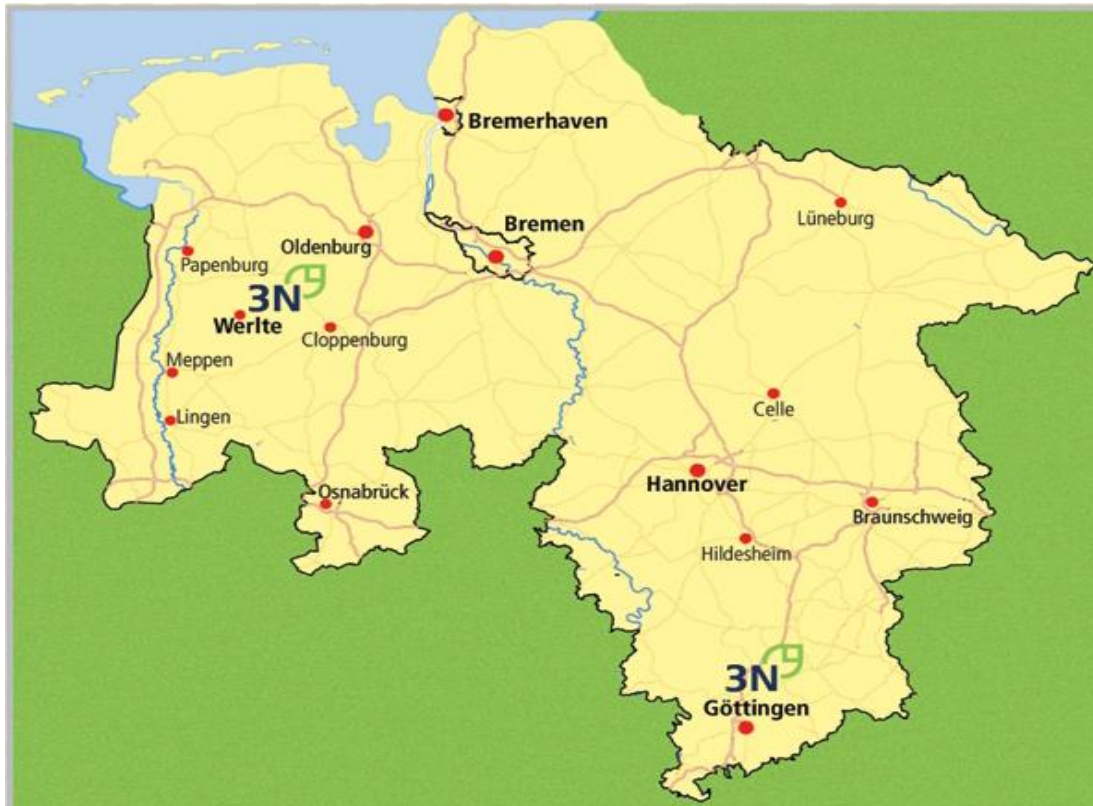 Bremerhaven
Lüneburg
Bremen
Oldenburg
Papenburg
3N
Werlte
Cloppenburg
Meppen
Celle
Lingen
Hannover
Osnabrück
Braunschweig
Hildesheim
3N
Göttingen